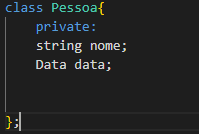 class Pessoa{
private:
string nome;
Data data;
};